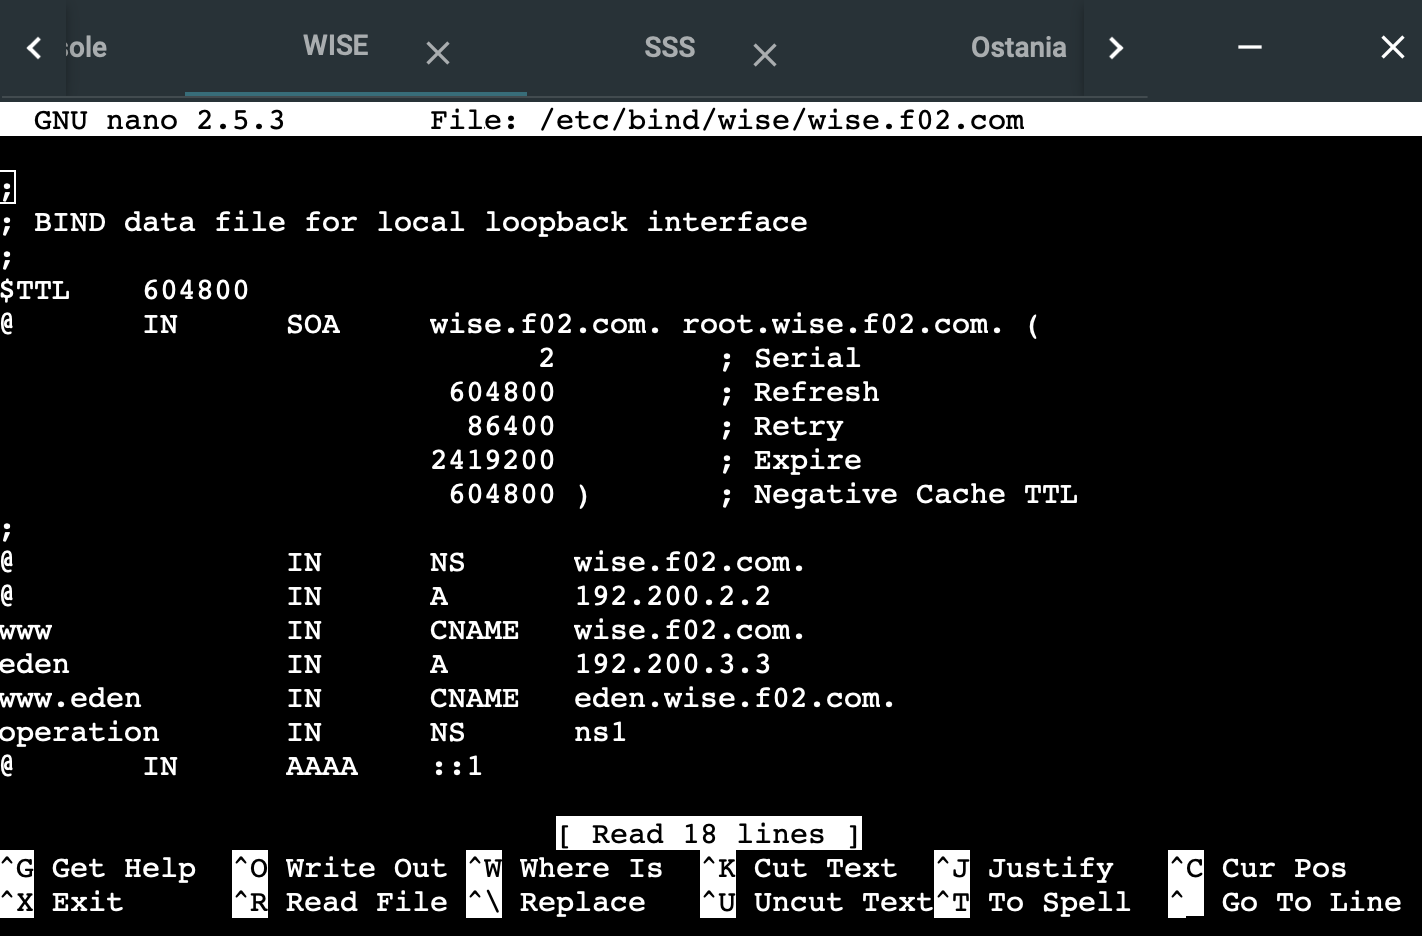 sole WISE SSS Ostania
GNU nano 2.5.3 File: /etc/bind/wise/wise.f02.com
;
; BIND data file for local loopback interface
;
$TTL 604800
@ IN SOA wise.f02.com. root.wise.f02.com. (
2 ; Serial
604800 ; Refresh
86400 ; Retry
2419200 ; Expire
604800 ) ; Negative Cache TTL
;
@ IN NS wise.f02.com.
@ IN A 192.200.2.2
www IN CNAME wise.f02.com.
eden IN A 192.200.3.3
www.eden IN CNAME eden.wise.f02.com.
operation IN NS ns1
@ IN AAAA ::1
[ Read 18 lines ]
^G Get Help ^O Write Out ^W Where Is ^K Cut Text ^J Justify ^C Cur Pos
^X Exit ^R Read File ^\ Replace ^U Uncut Text ^T To Spell ^_ Go To Line